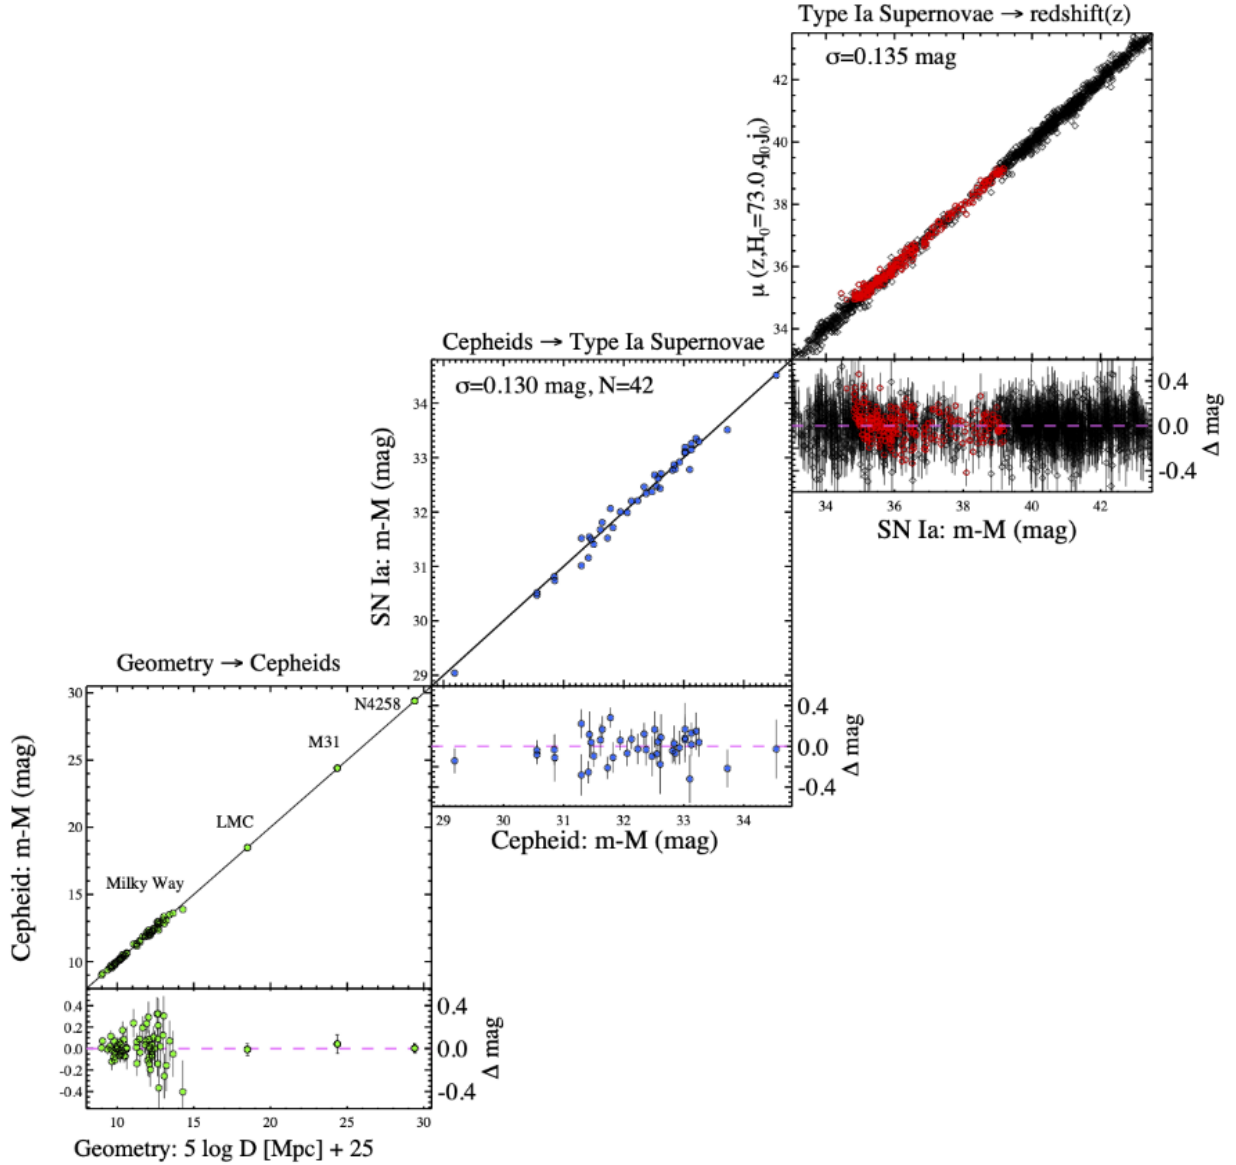 Type Ia Supernovae → redshift(z)
σ=0.135 mag
42
40
38
36
34
μ (z,H₀=73.0,q₀,j₀)
0.4
0.0
-0.4
Δ mag
34 36 38 40 42
SN Ia: m-M (mag)
Cepheids → Type Ia Supernovae
σ=0.130 mag, N=42
34
33
32
31
30
29
SN Ia: m-M (mag)
0.4
0.0
-0.4
Δ mag
29 30 31 32 33 34
Cepheid: m-M (mag)
Geometry → Cepheids
30
25
20
15
10
Cepheid: m-M (mag)
N4258
M31
LMC
Milky Way
0.4
0.2
0.0
-0.2
-0.4
0.4
0.0
-0.4
Δ mag
10 15 20 25 30
Geometry: 5 log D [Mpc] + 25